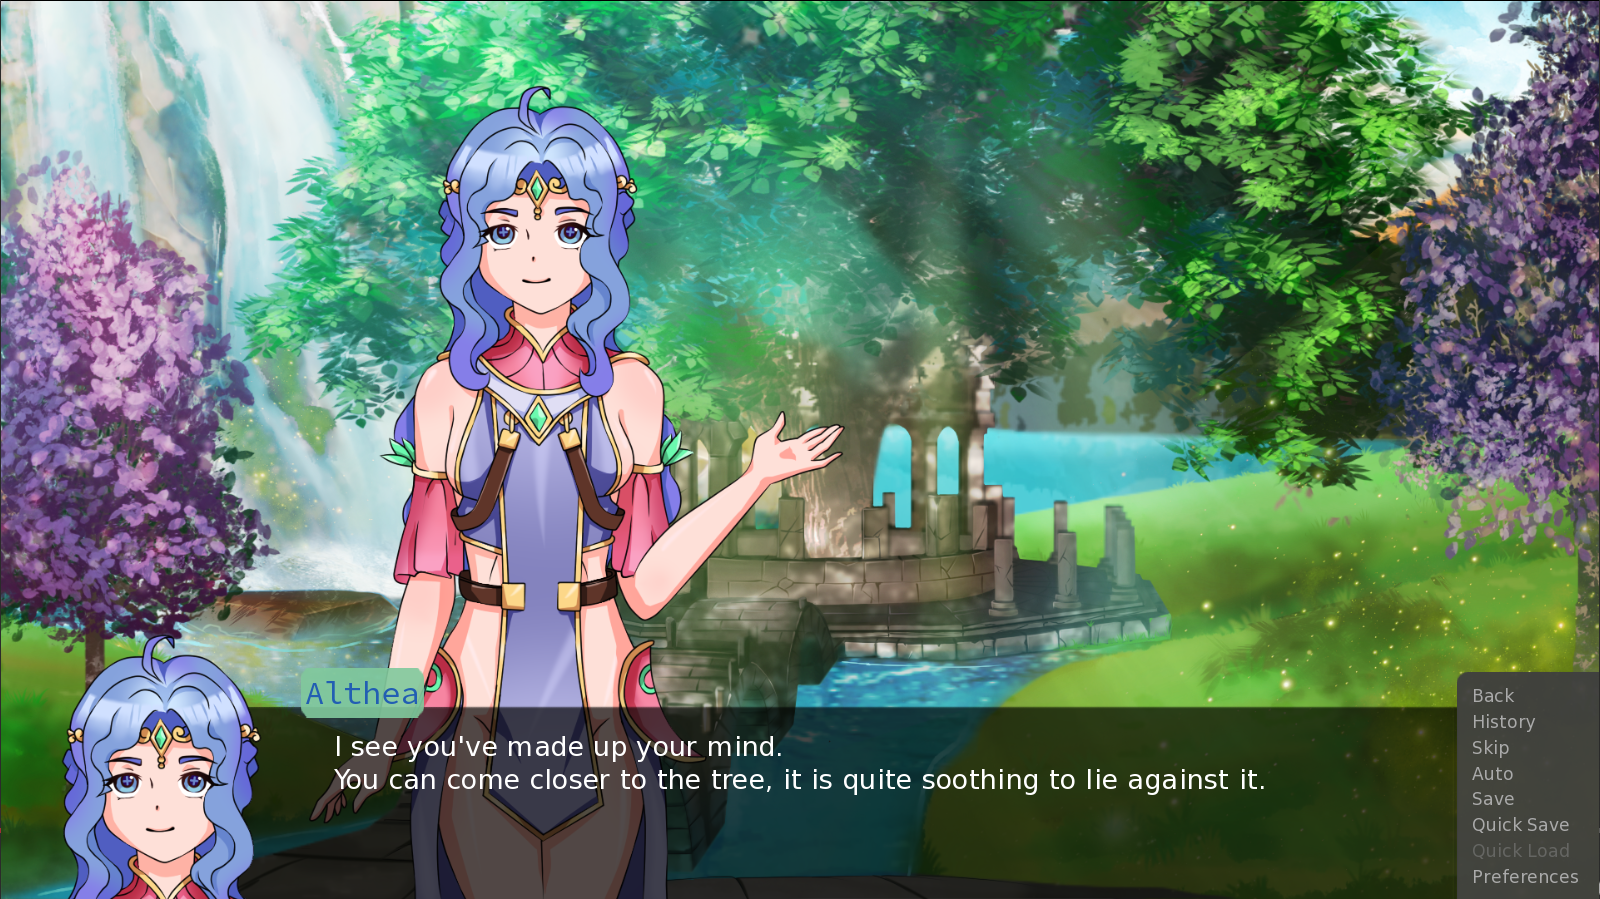 Althea
I see you've made up your mind.
You can come closer to the tree, it is quite soothing to lie against it.
Back
History
Skip
Auto
Save
Quick Save
Quick Load
Preferences